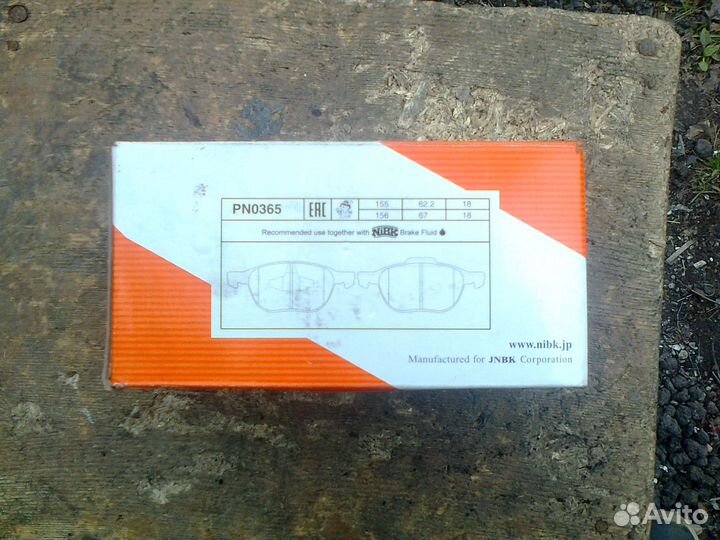 PN0365 EAC 155 62.2 18
156 67 18
Recommended use together with NiBK Brake Fluid
www.nibk.jp
Manufactured for JNBK Corporation
Avito